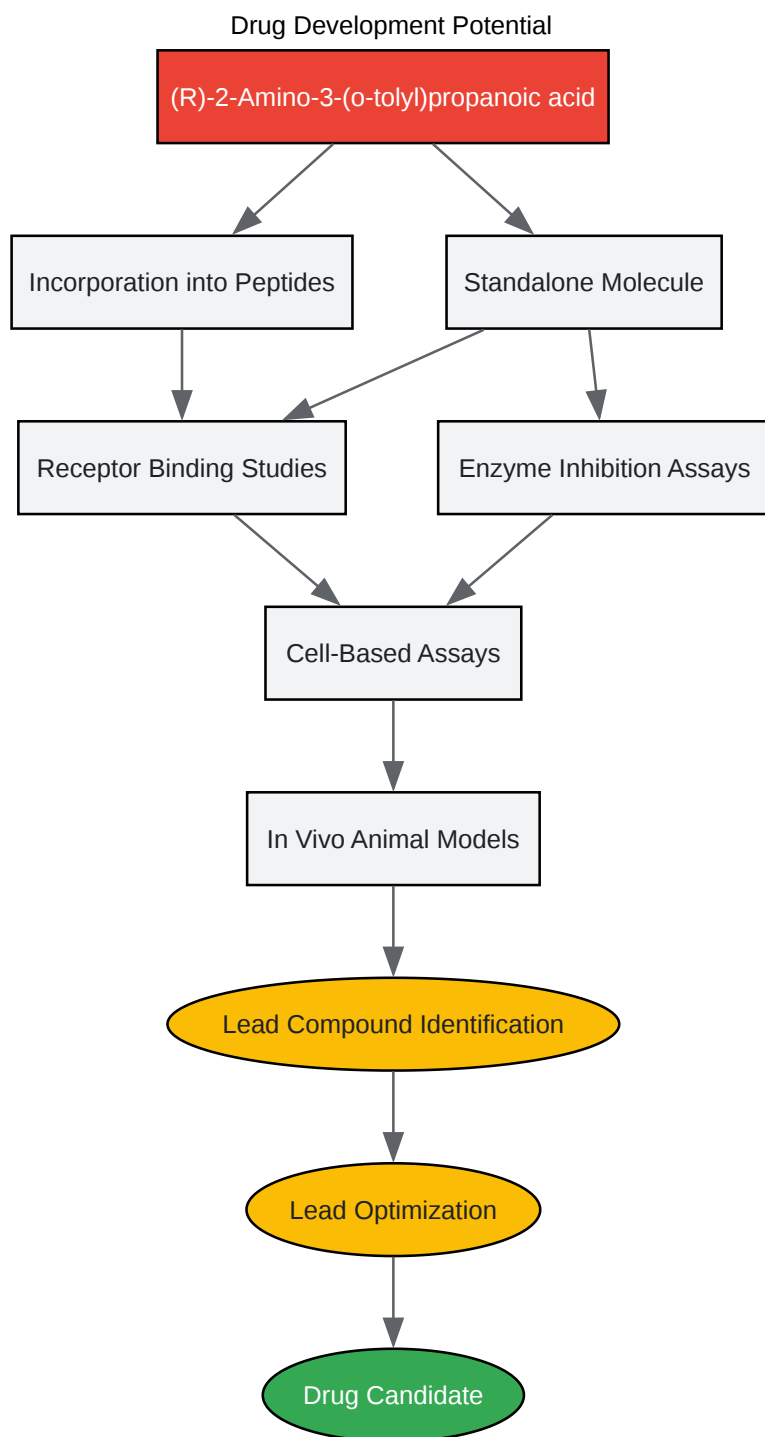 Drug Development Potential
(R)-2-Amino-3-(o-tolyl)propanoic acid
Incorporation into Peptides
Standalone Molecule
Receptor Binding Studies
Enzyme Inhibition Assays
Cell-Based Assays
In Vivo Animal Models
Lead Compound Identification
Lead Optimization
Drug Candidate